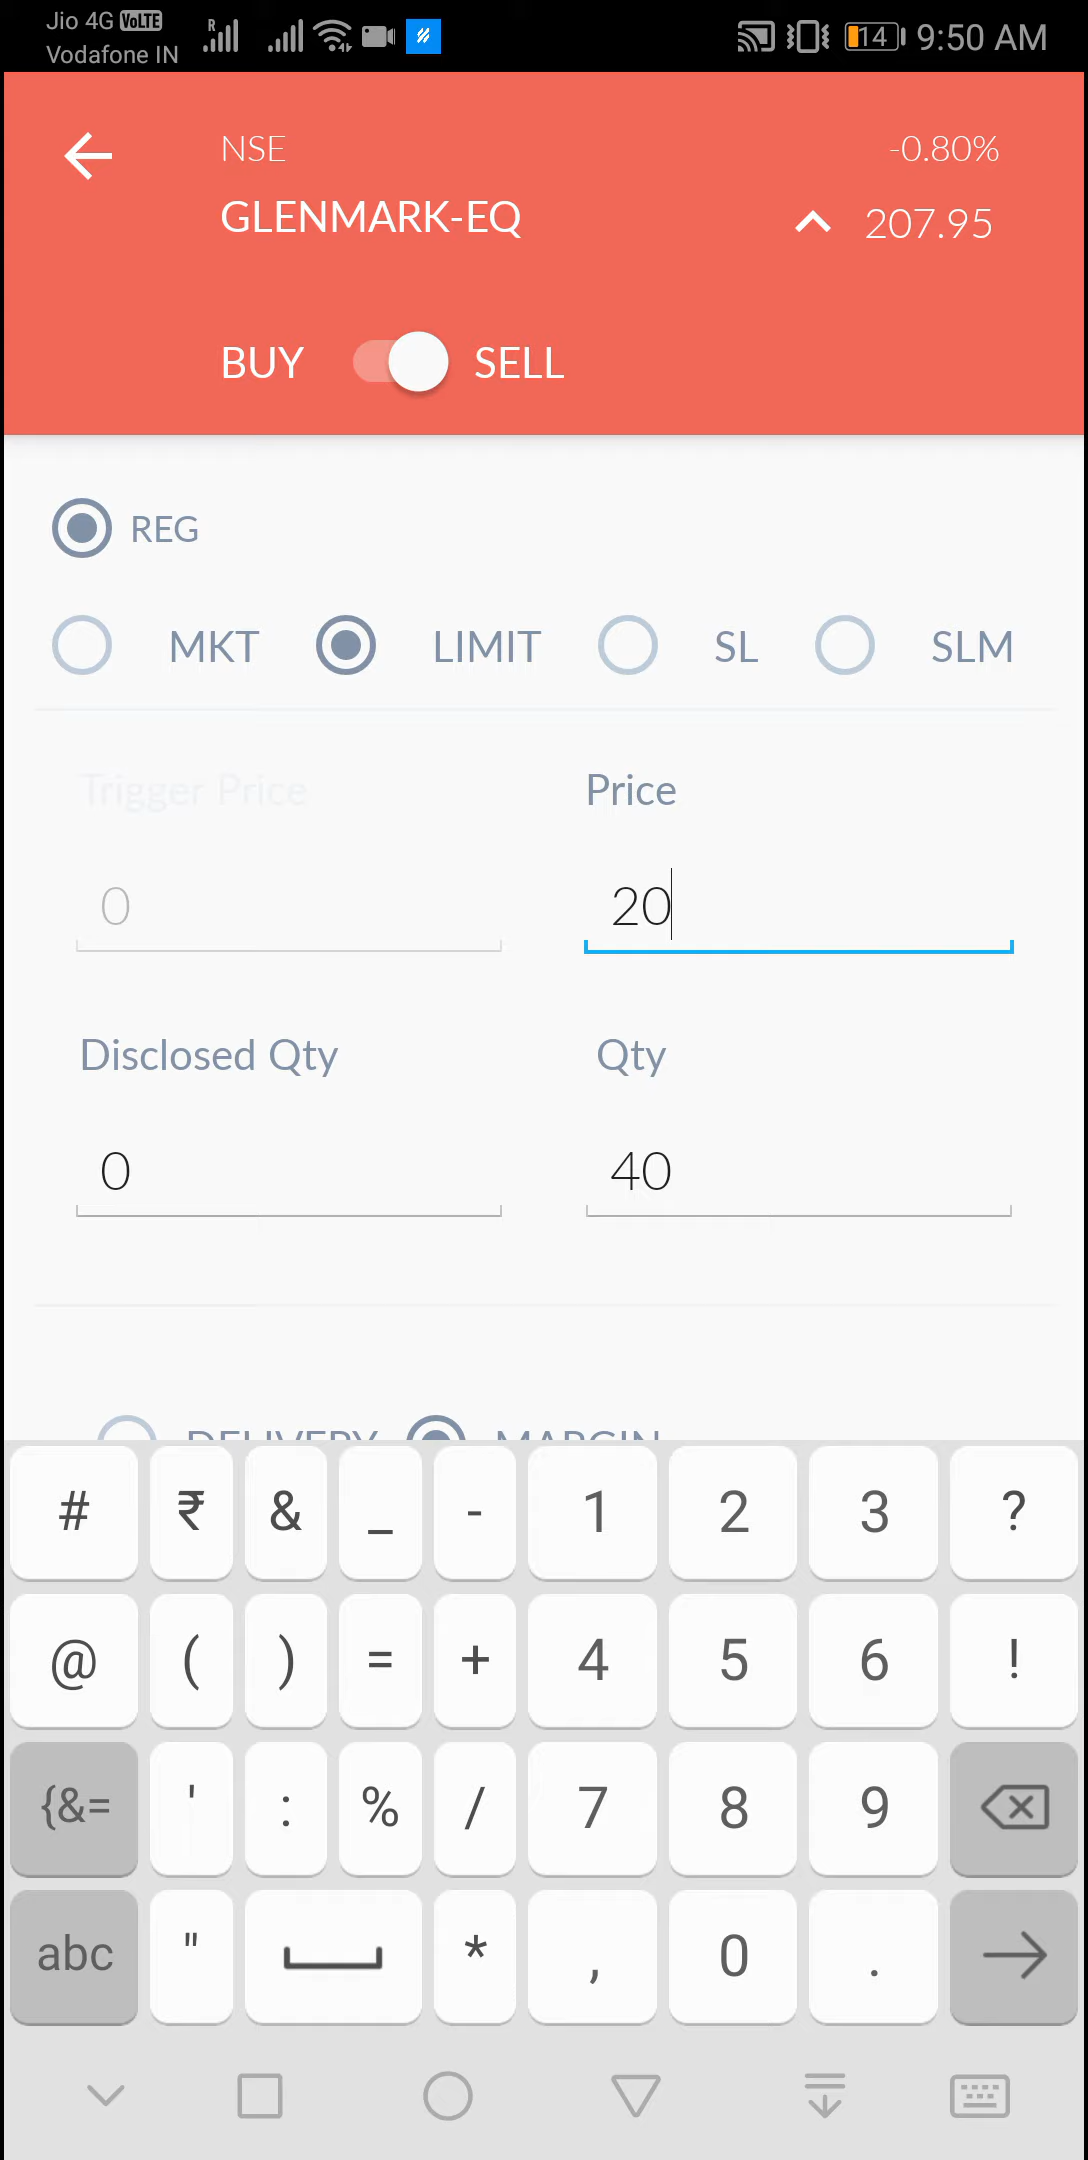 Jio 4G VoLTE
Vodafone IN
R
14
9:50 AM
NSE
-0.80%
GLENMARK-EQ
207.95
BUY SELL
REG
MKT LIMIT SL SLM
Trigger Price Price
0 20
Disclosed Qty Qty
0 40
DELIVERY MARGIN
# ₹ & _ - 1 2 3 ?
@ ( ) = + 4 5 6 !
{&= ' : % / 7 8 9
abc " * , 0 .